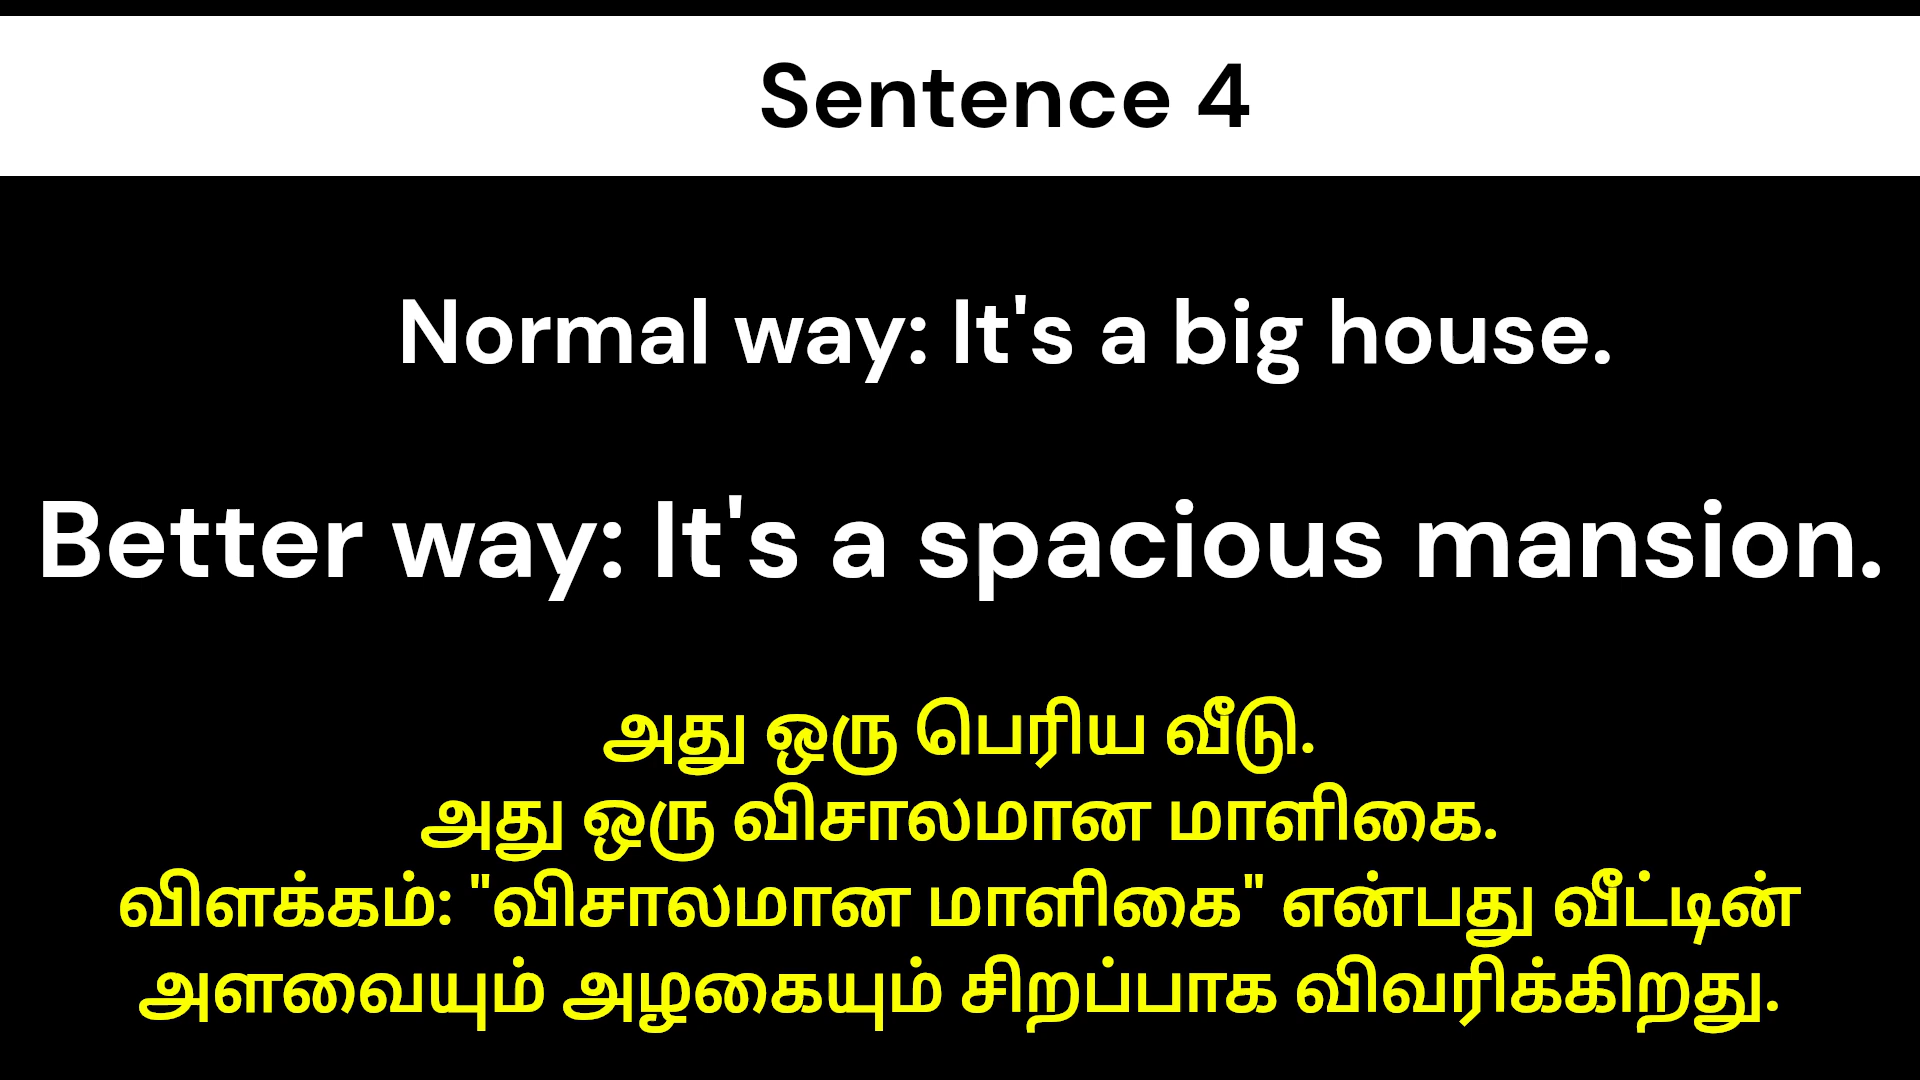 Sentence 4
Normal way: It's a big house.
Better way: It's a spacious mansion.
அது ஒரு பெரிய வீடு.
அது ஒரு விசாலமான மாளிகை.
விளக்கம்: "விசாலமான மாளிகை" என்பது வீட்டின்
அளவையும் அழகையும் சிறப்பாக விவரிக்கிறது.